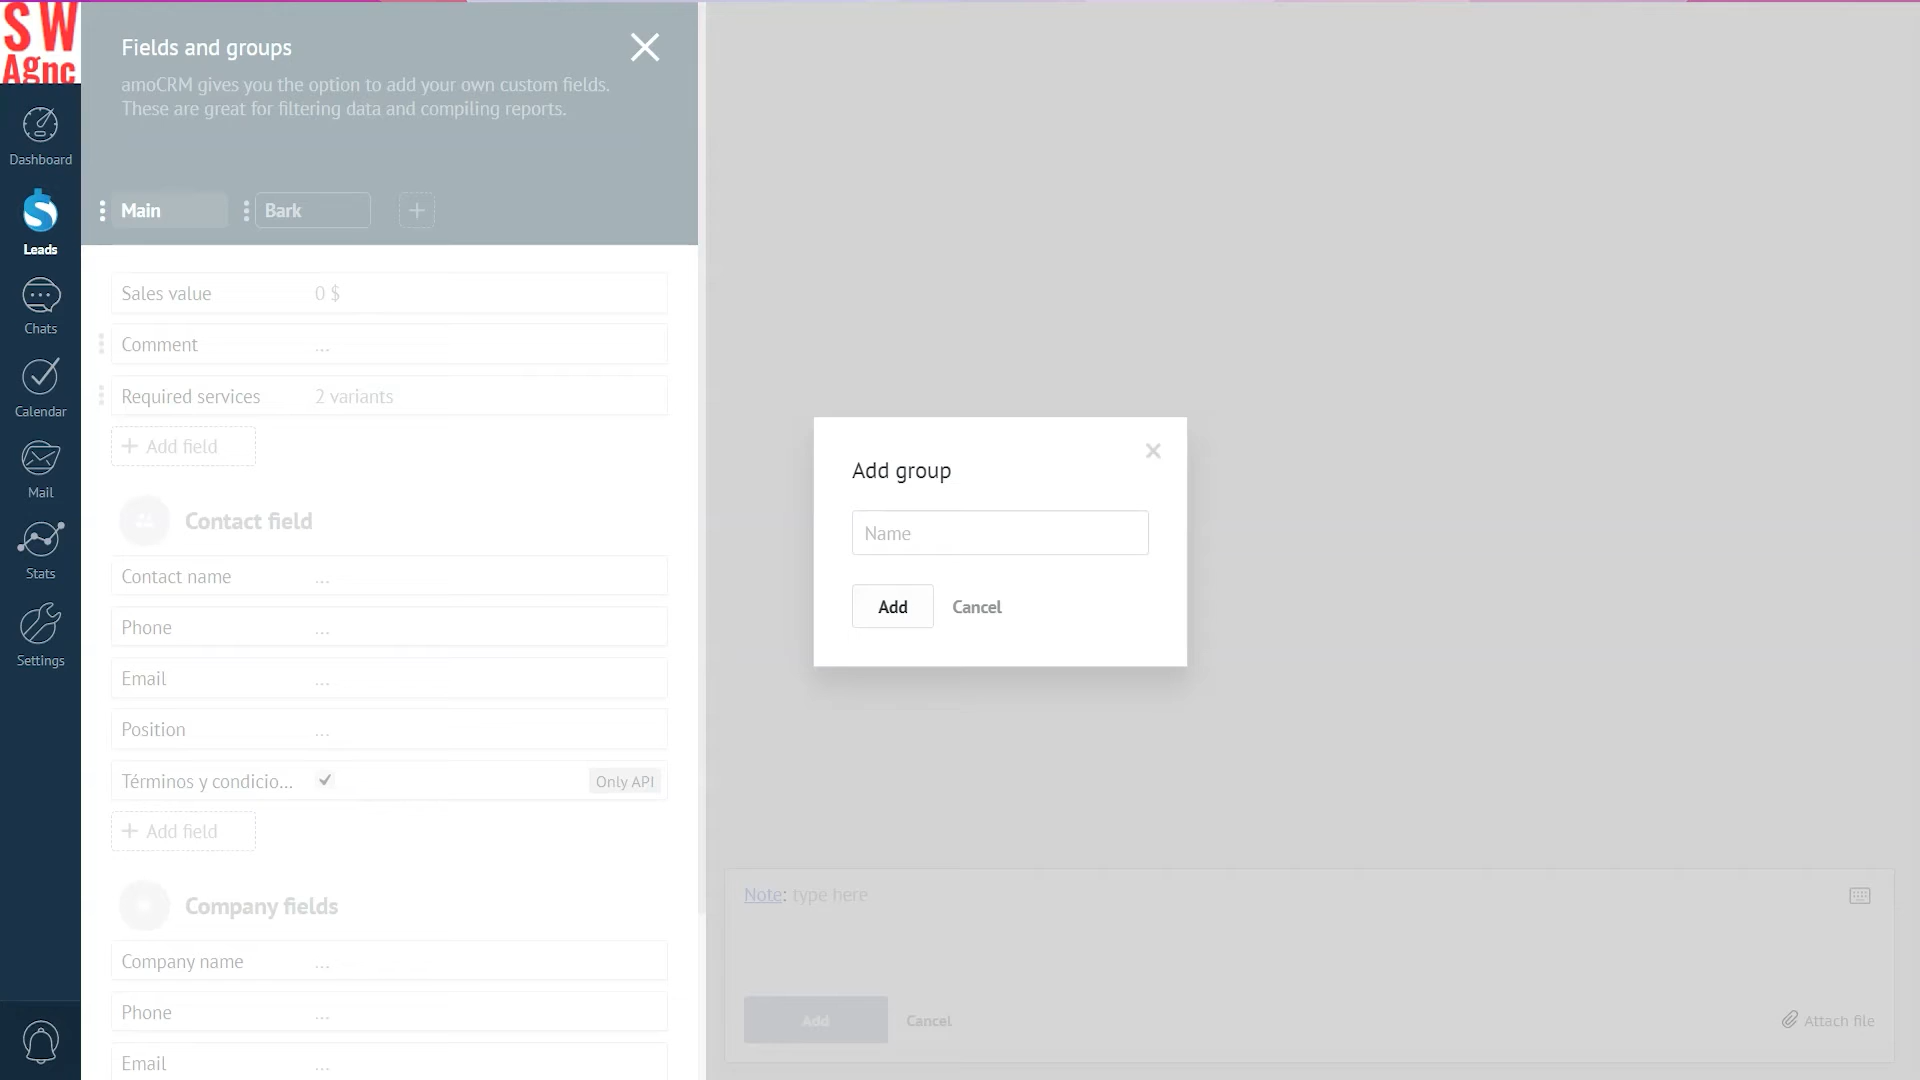 SW
Agnc
Dashboard
Leads
Chats
Calendar
Mail
Stats
Settings
Fields and groups
amoCRM gives you the option to add your own custom fields.
These are great for filtering data and compiling reports.
Main
Bark
Sales value 0 $
Comment ...
Required services 2 variants
Add field
Contact field
Contact name ...
Phone ...
Email ...
Position ...
Términos y condicio... Only API
Add field
Company fields
Company name ...
Phone ...
Email ...
Add group
Name
Add Cancel
Note: type here
Add Cancel Attach file